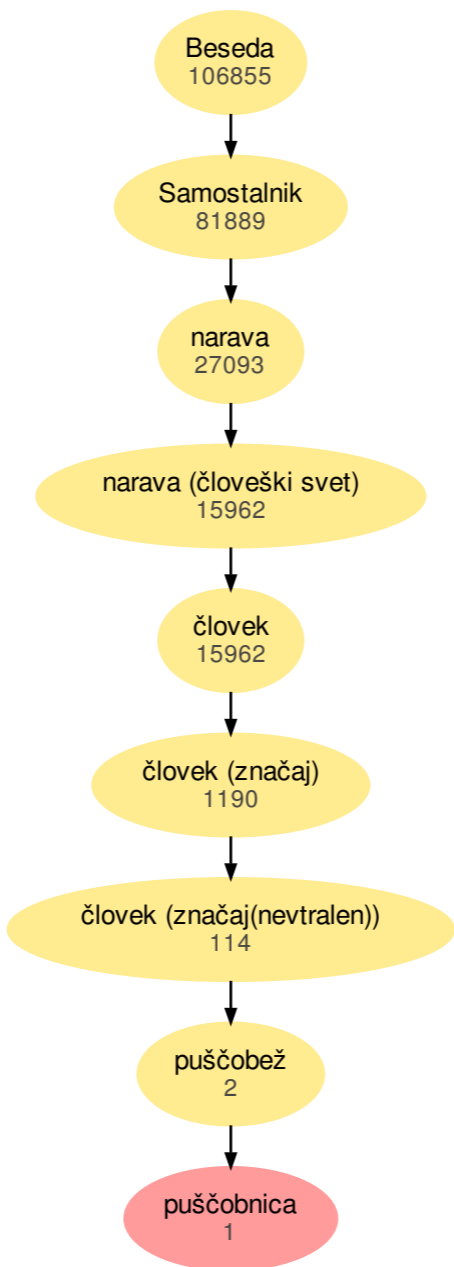 Beseda
106855
Samostalnik
81889
narava
27093
narava (človeški svet)
15962
človek
15962
človek (značaj)
1190
človek (značaj(nevtralen))
114
puščobež
2
puščobnica
1